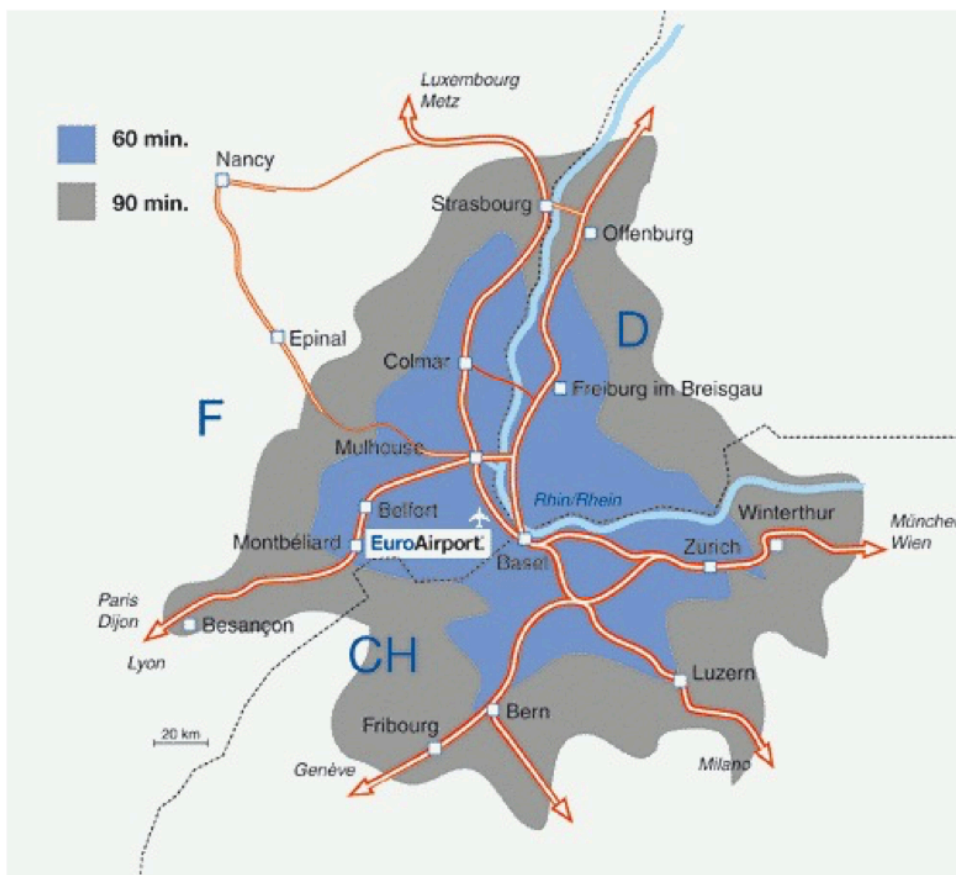 Luxembourg
Metz
60 min.
90 min.
Nancy
Strasbourg
Offenburg
D
Epinal
Colmar
Freiburg im Breisgau
F
Mulhouse
Rhin/Rhein
Belfort
Winterthur
Montbéliard
EuroAirport
Basel
Zürich
München
Wien
Paris
Dijon
Besançon
Lyon
CH
Luzern
Bern
Fribourg
20 km
Genève
Milano